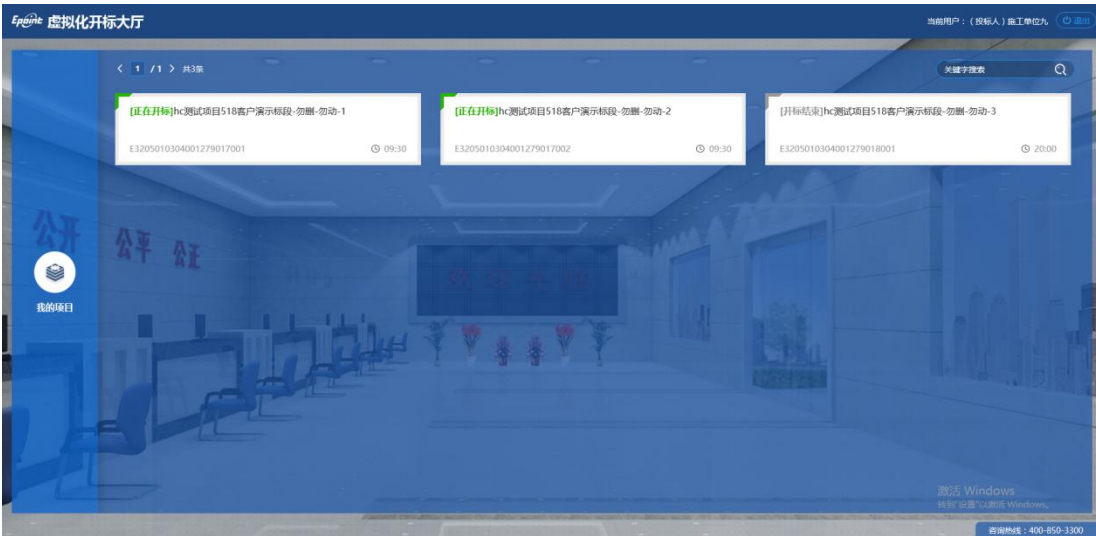 Epoint 虚拟化开标大厅
当前用户：(投标人) 施工单位九 退出
1 / 1 共3条
关键字搜索
[正在开标]hc测试项目518客户演示标段-勿删-勿动-1
E3205010304001279017001 09:30
[正在开标]hc测试项目518客户演示标段-勿删-勿动-2
E3205010304001279017002 09:30
[开标结束]hc测试项目518客户演示标段-勿删-勿动-3
E3205010304001279018001 20:00
公开 公平 公正
我的项目
激活 Windows
转到"设置"以激活 Windows。
咨询热线：400-850-3300